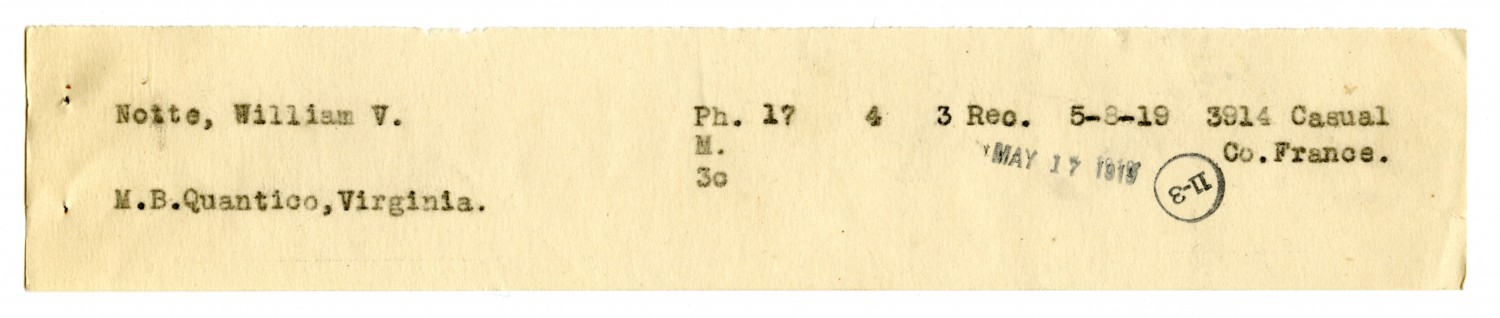 Notte, William V. Ph. 17 4 3 Rec. 5-8-19 3914 Casual
M. Co.France.
MAY 17 1919 11-3
3c
M.B.Quantico,Virginia.